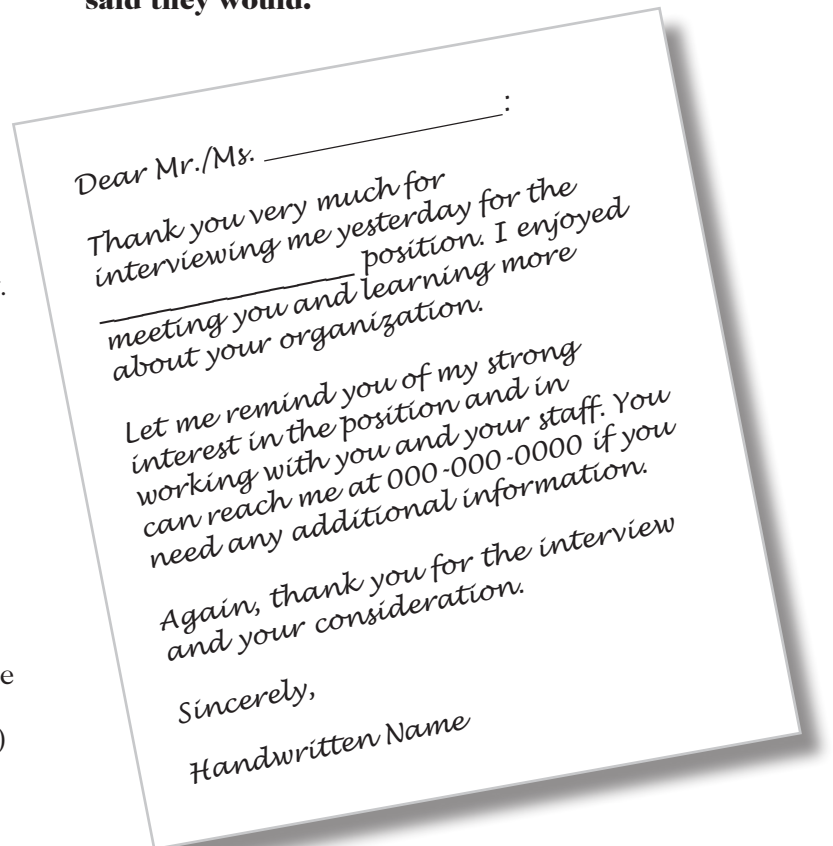 said they would.
Dear Mr./Ms. ____________________:
Thank you very much for
interviewing me yesterday for the
____________________ position. I enjoyed
meeting you and learning more
about your organization.
Let me remind you of my strong
interest in the position and in
working with you and your staff. You
can reach me at 000-000-0000 if you
need any additional information.
Again, thank you for the interview
and your consideration.
Sincerely,
Handwritten Name